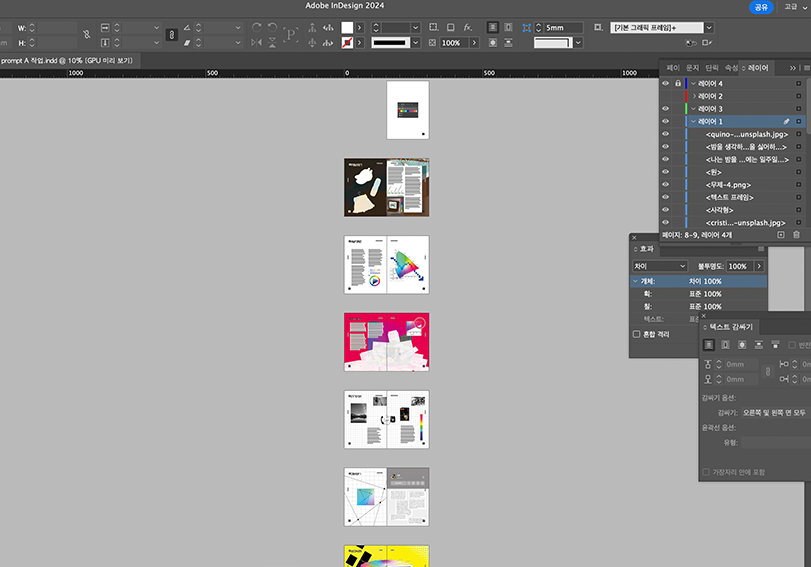 Adobe InDesign 2024
공유
고급
W:
H:
fx.
100%
5mm
[기본 그래픽 프레임]+
prompt A 작업.indd @ 10% (GPU 미리 보기)
1000
500
0
500
1000
페이
문자
단락
속성
레이어
레이어 4
레이어 2
레이어 3
레이어 1
<quino-...unsplash.jpg>
<밤을 생각하...을 싫어하...>
<나는 밤을 ...에는 일주일...>
<원>
<무제-4.png>
<텍스트 프레임>
<사각형>
<cristi...-unsplash.jpg>
페이지: 8-9, 레이어 4개
효과
차이
불투명도: 100%
개체: 차이 100%
획: 표준 100%
칠: 표준 100%
텍스트: 표준
혼합 격리
텍스트 감싸기
반전
0mm
0mm
감싸기 옵션:
감싸기: 오른쪽 및 왼쪽 면 모두
윤곽선 옵션:
유형:
가장자리 안에 포함